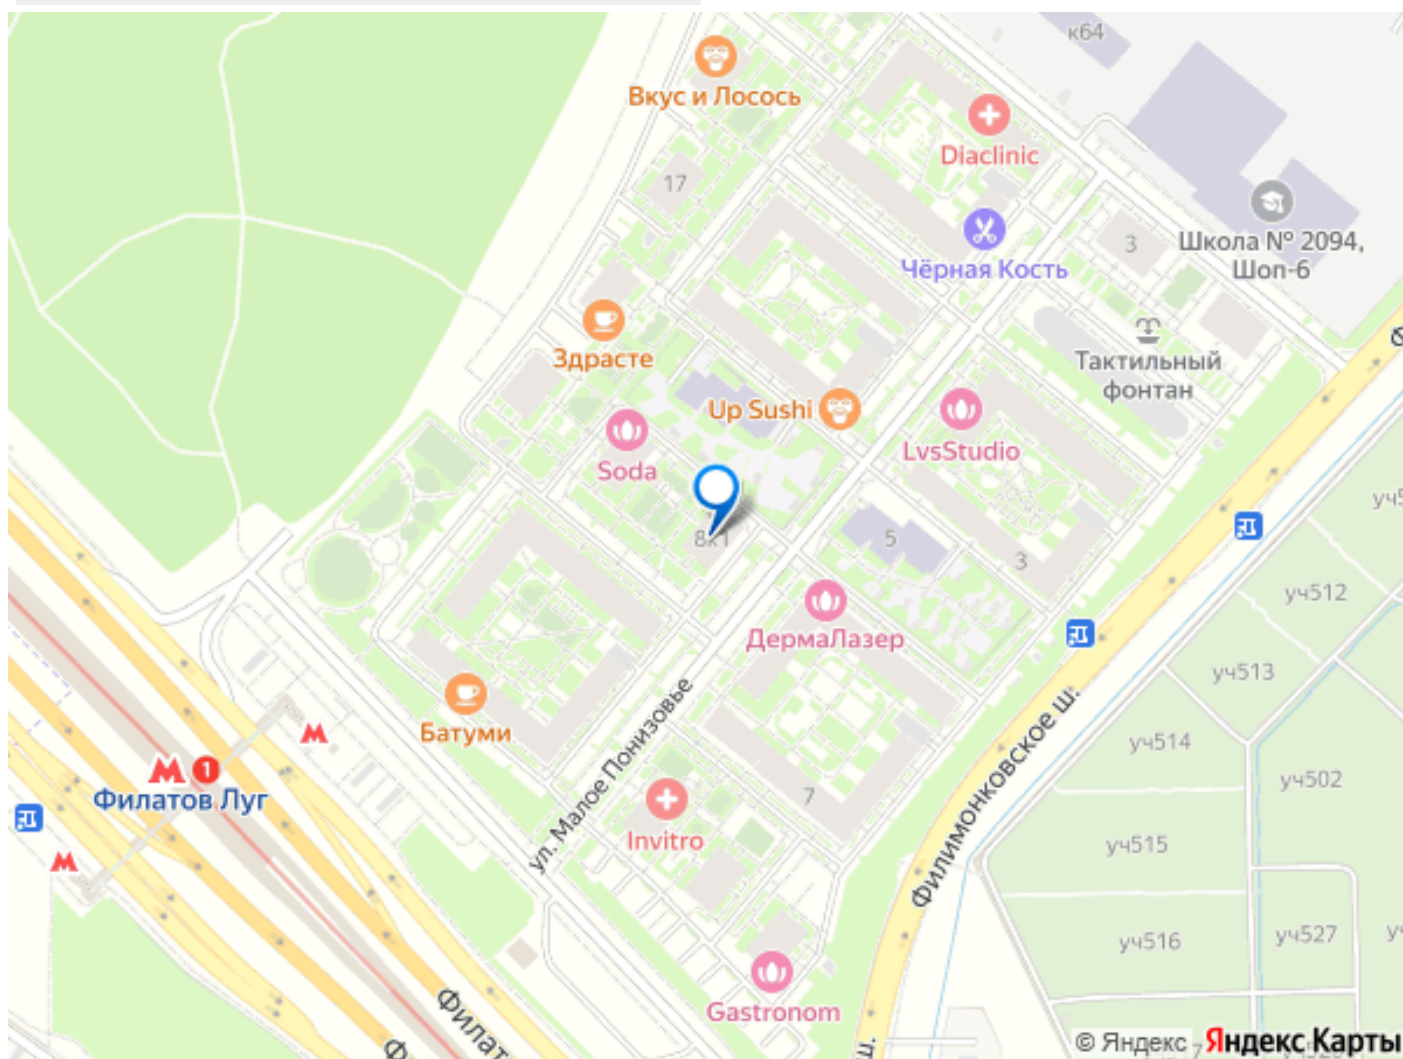 к64
Вкус и Лосось
Diaclinic
17
Школа № 2094,
Шоп-6
3
Чёрная Кость
Здрасте
Тактильный
фонтан
Up Sushi
LvsStudio
Soda
8к1
5
3
уч512
ДермаЛазер
уч513
Батуми
ул. Малое Понизовье
Филимонковское ш.
уч514
М 1
М
Филатов Луг
уч502
7
Invitro
уч515
М
уч516
уч527
Gastronom
Филат
ш.
© Яндекс Яндекс Карты